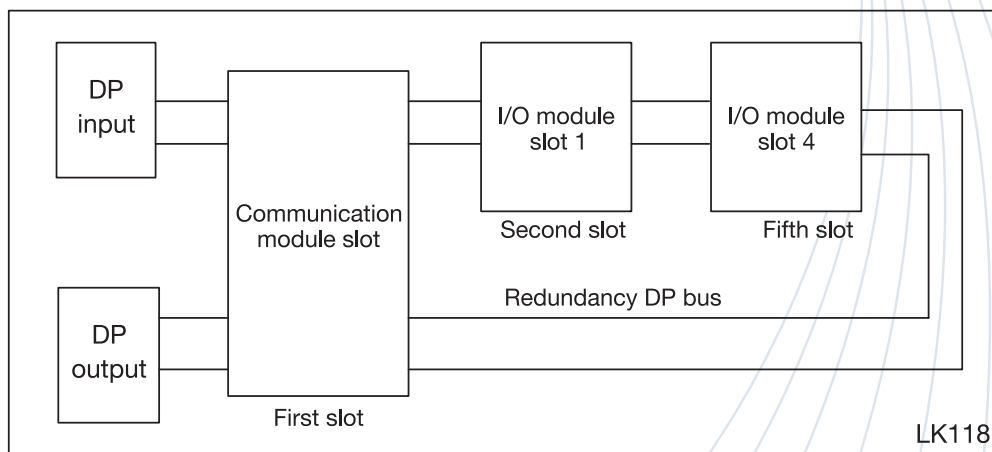 DP
input
Communication
module slot
I/O module
slot 1
I/O module
slot 4
Second slot
Fifth slot
Redundancy DP bus
DP
output
First slot
LK118